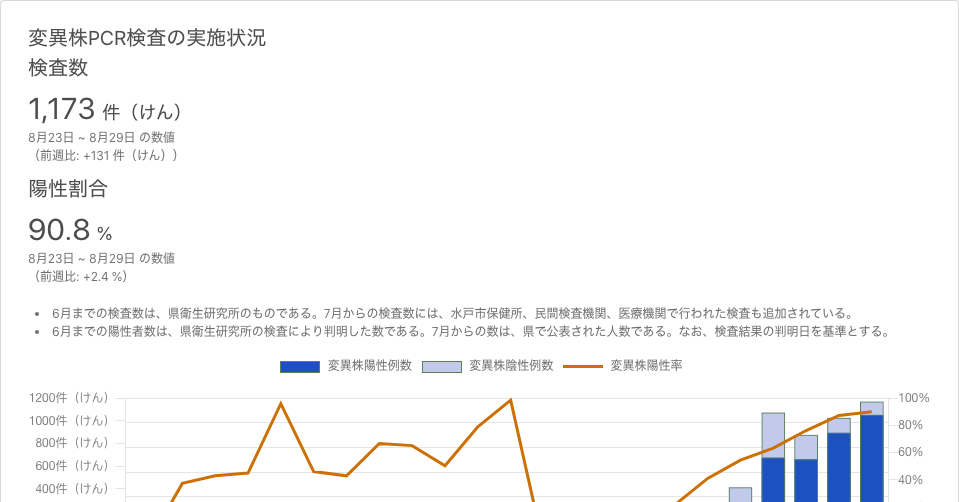 変異株PCR検査の実施状況
検査数
1,173 件（けん）
8月23日 ~ 8月29日 の数値
（前週比: +131 件（けん））
陽性割合
90.8 %
8月23日 ~ 8月29日 の数値
（前週比: +2.4 %）
• 6月までの検査数は、県衛生研究所のものである。7月からの検査数には、水戸市保健所、民間検査機関、医療機関で行われた検査も追加されている。
• 6月までの陽性者数は、県衛生研究所の検査により判明した数である。7月からの数は、県で公表された人数である。なお、検査結果の判明日を基準とする。
変異株陽性例数 変異株陰性例数 変異株陽性率
1200件（けん） 100%
1000件（けん） 80%
800件（けん）
600件（けん） 60%
400件（けん） 40%